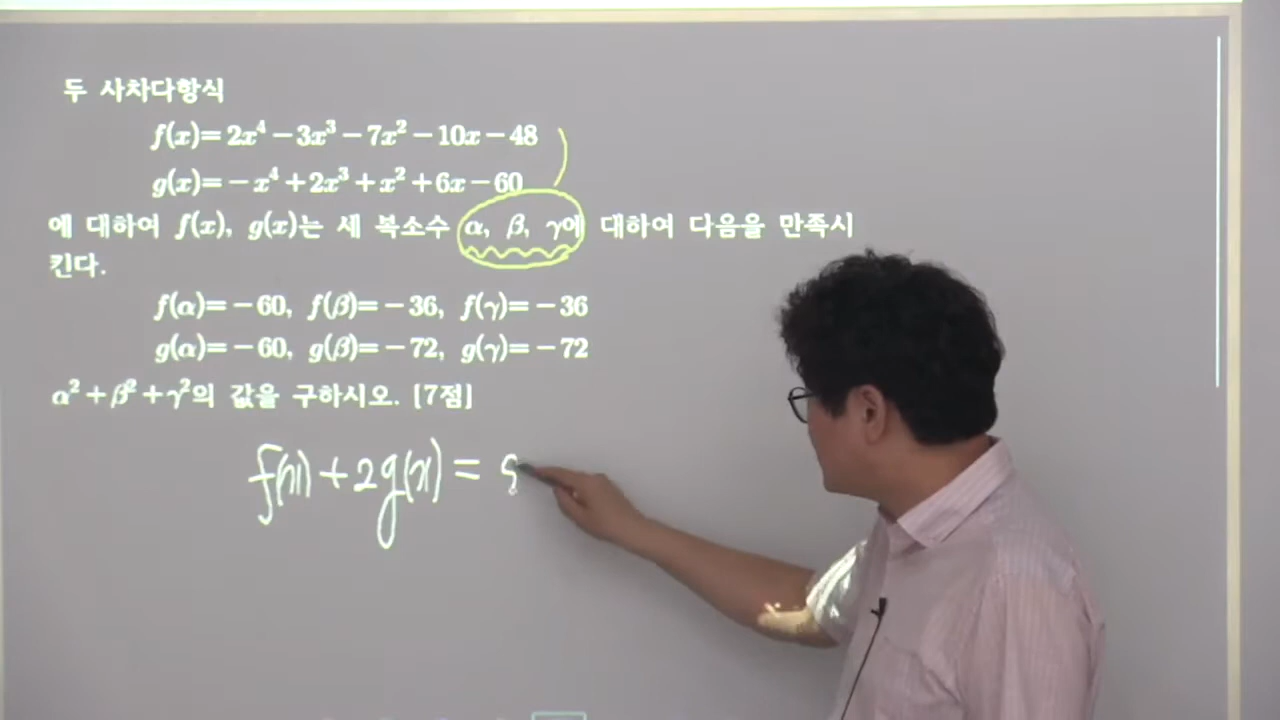 두 사차다항식
f(x)=2x⁴−3x³−7x²−10x−48
g(x)=−x⁴+2x³+x²+6x−60
에 대하여 f(x), g(x)는 세 복소수 α, β, γ에 대하여 다음을 만족시
킨다.
f(α)=−60, f(β)=−36, f(γ)=−36
g(α)=−60, g(β)=−72, g(γ)=−72
α²+β²+γ²의 값을 구하시오. [7점]
f(x)+2g(x)=